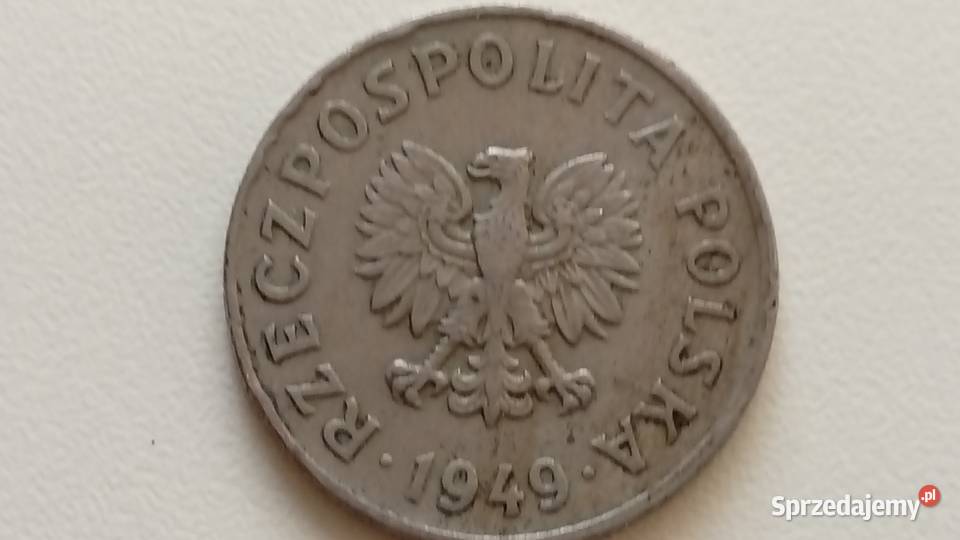 RZECZPOSPOLITA POLSKA
· 1949 ·
Sprzedajemy.pl